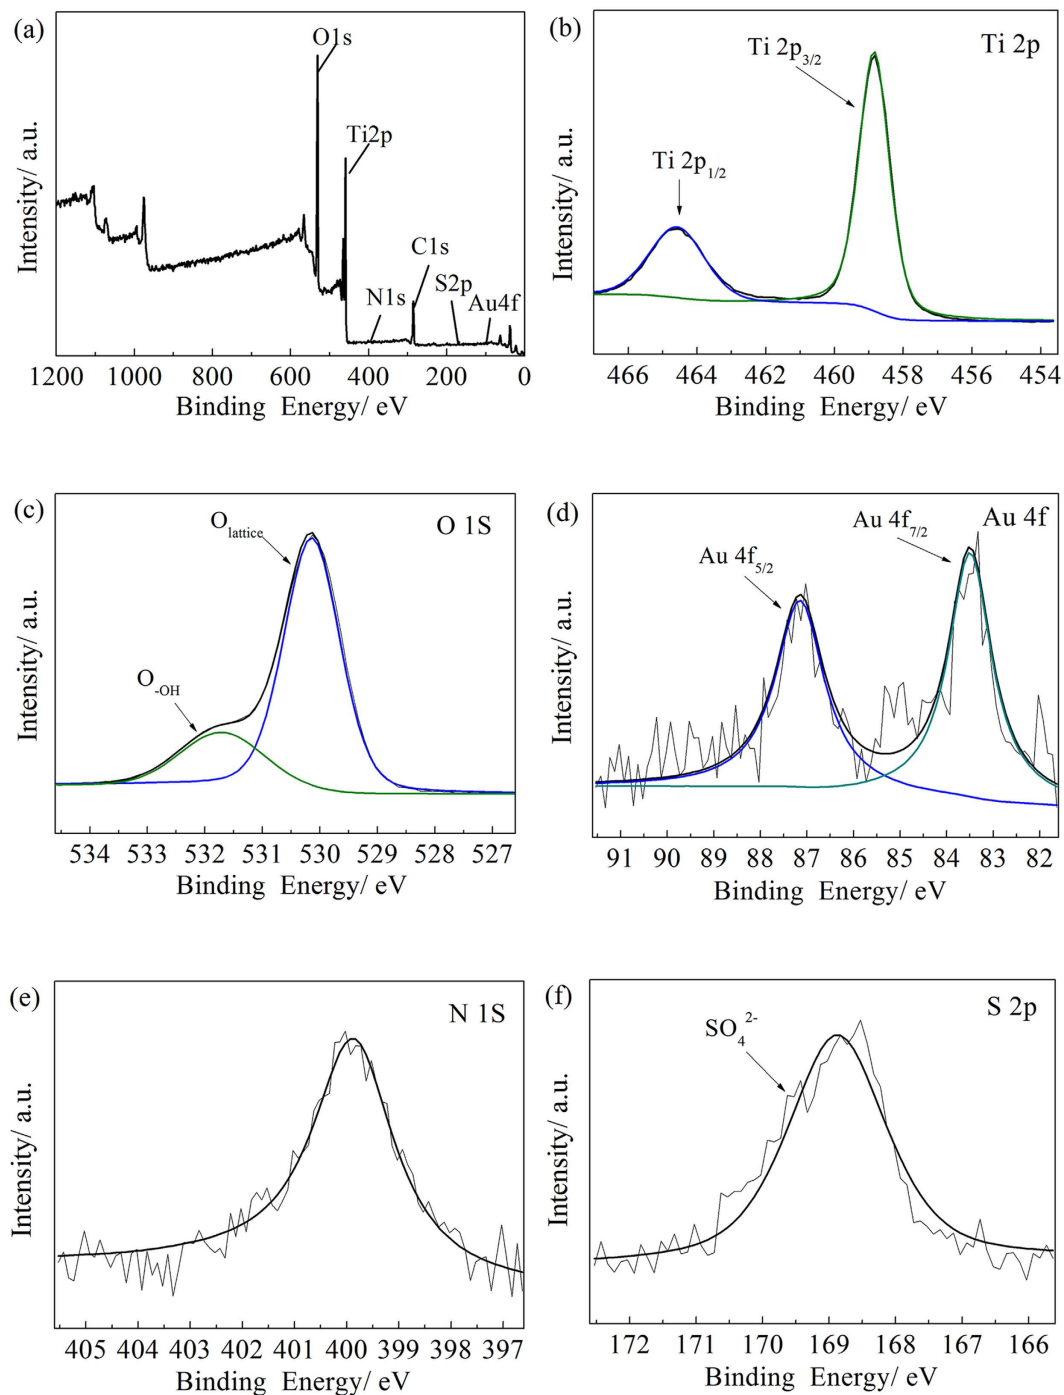 (a)
O1s
Ti2p
C1s
N1s
S2p
Au4f
Intensity/ a.u.
1200 1000 800 600 400 200 0
Binding Energy/ eV
(b)
Ti 2p
Ti 2p3/2
Ti 2p1/2
Intensity/ a.u.
466 464 462 460 458 456 454
Binding Energy/ eV
(c)
O 1S
Olattice
O-OH
Intensity/ a.u.
534 533 532 531 530 529 528 527
Binding Energy/ eV
(d)
Au 4f
Au 4f7/2
Au 4f5/2
Intensity/ a.u.
91 90 89 88 87 86 85 84 83 82
Binding Energy/ eV
(e)
N 1S
Intensity/ a.u.
405 404 403 402 401 400 399 398 397
Binding Energy/ eV
(f)
S 2p
SO4 2-
Intensity/ a.u.
172 171 170 169 168 167 166
Binding Energy/ eV